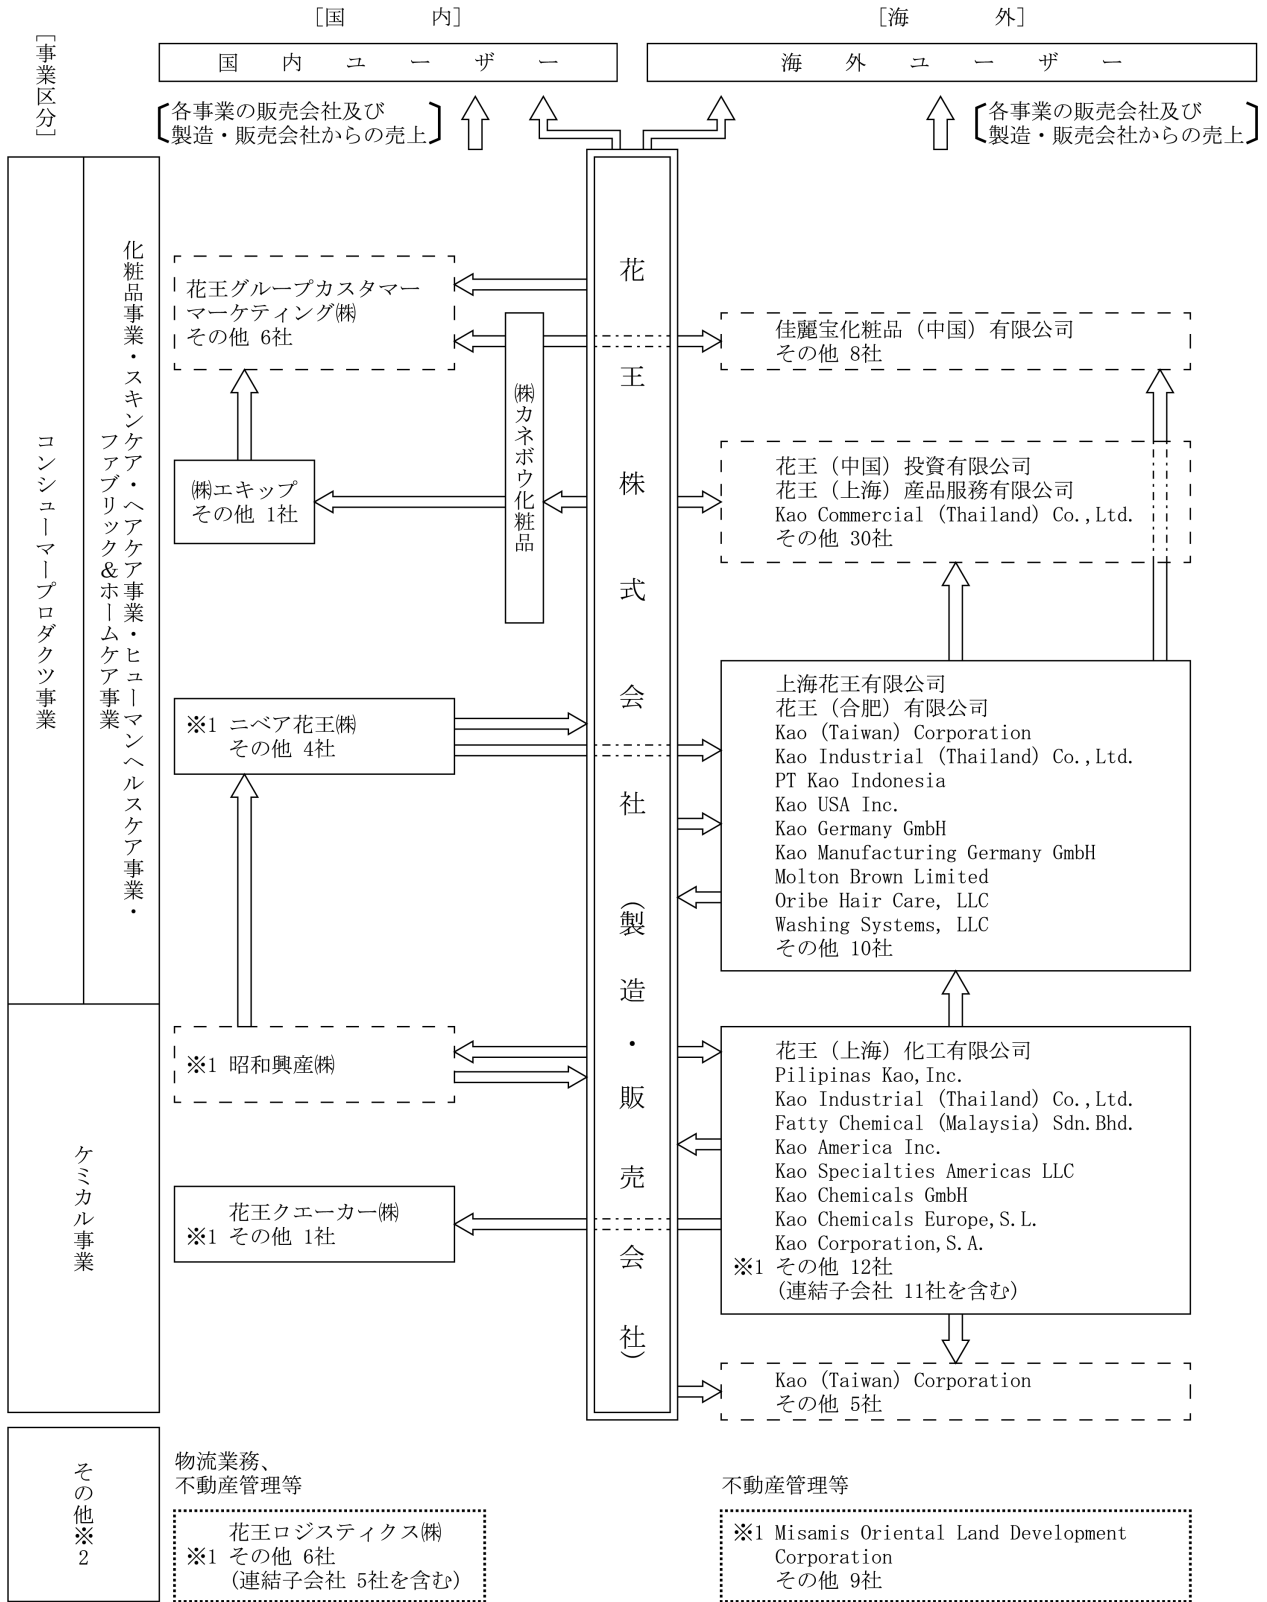 [国　　　　内]
[海　　　　外]
[事業区分]
国　内　ユ　ー　ザ　ー
海　外　ユ　ー　ザ　ー
各事業の販売会社及び
製造・販売会社からの売上
各事業の販売会社及び
製造・販売会社からの売上
コンシューマープロダクツ事業
化粧品事業・スキンケア・ヘアケア事業・ヒューマンヘルスケア事業・
ファブリック&ホームケア事業
花王グループカスタマー
マーケティング㈱
その他 6社
㈱エキップ
その他 1社
㈱カネボウ化粧品
※1 ニベア花王㈱
その他 4社
花王株式会社(製造・販売会社)
佳麗宝化粧品（中国）有限公司
その他 8社
花王（中国）投資有限公司
花王（上海）産品服務有限公司
Kao Commercial (Thailand) Co.,Ltd.
その他 30社
上海花王有限公司
花王（合肥）有限公司
Kao (Taiwan) Corporation
Kao Industrial (Thailand) Co.,Ltd.
PT Kao Indonesia
Kao USA Inc.
Kao Germany GmbH
Kao Manufacturing Germany GmbH
Molton Brown Limited
Oribe Hair Care, LLC
Washing Systems, LLC
その他 10社
ケミカル事業
※1 昭和興産㈱
花王クエーカー㈱
※1 その他 1社
花王（上海）化工有限公司
Pilipinas Kao,Inc.
Kao Industrial (Thailand) Co.,Ltd.
Fatty Chemical (Malaysia) Sdn.Bhd.
Kao America Inc.
Kao Specialties Americas LLC
Kao Chemicals GmbH
Kao Chemicals Europe,S.L.
Kao Corporation,S.A.
※1 その他 12社
(連結子会社 11社を含む)
Kao (Taiwan) Corporation
その他 5社
その他※2
物流業務、
不動産管理等
花王ロジスティクス㈱
※1 その他 6社
(連結子会社 5社を含む)
不動産管理等
※1 Misamis Oriental Land Development
Corporation
その他 9社